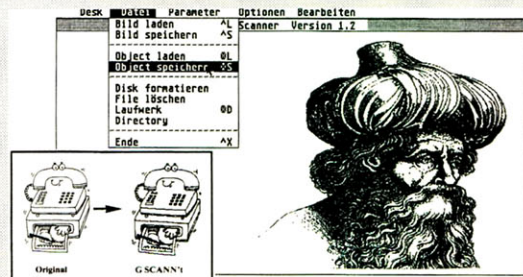 Desk Datei Parameter Optionen Bearbeiten
Scanner Version 1.2
Bild laden ^L
Bild speichern ^S
Object laden ◊L
Object speichern ◊S
Disk formatieren
File löschen
Laufwerk ◊D
Directory
Ende ^X
Original
G SCANN't